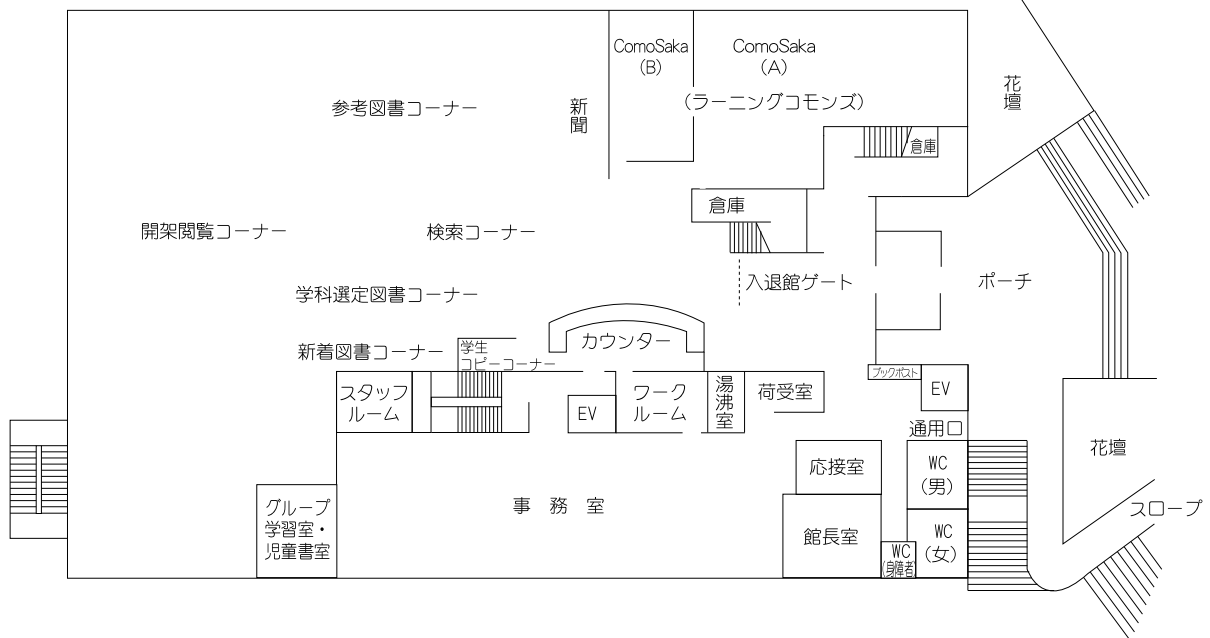 ComoSaka
(B)
ComoSaka
(A)
(ラーニングコモンズ)
花壇
参考図書コーナー
新聞
倉庫
倉庫
開架閲覧コーナー
検索コーナー
入退館ゲート
ポーチ
学科選定図書コーナー
カウンター
新着図書コーナー
学生
コピーコーナー
ブックポスト
スタッフ
ルーム
EV
ワーク
ルーム
湯沸室
荷受室
EV
通用口
花壇
応接室
WC
(男)
グループ
学習室・
児童書室
事務室
スロープ
館長室
WC
(女)
WC
(身障者)